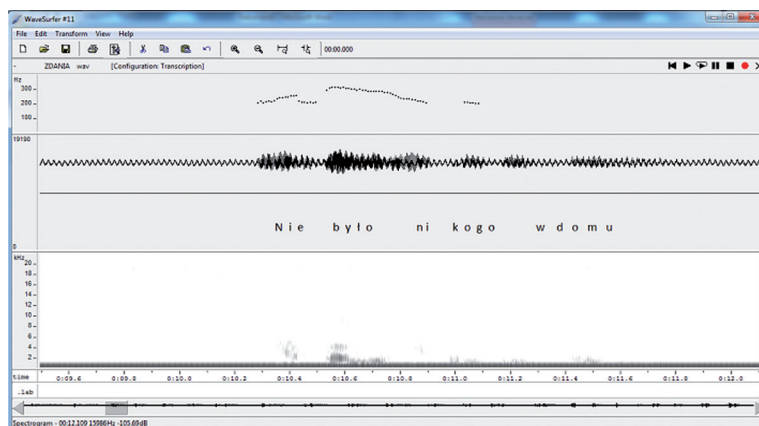 WaveSurfer #11
File Edit Transform View Help
00:00.000
- ZDANIA wav [Configuration: Transcription]
Hz
300
200
100
19190
0
Nie było ni kogo w domu
kHz
20
18
16
14
12
10
8
6
4
2
time 0:09.6 0:09.8 0:10.0 0:10.2 0:10.4 0:10.6 0:10.8 0:11.0 0:11.2 0:11.4 0:11.6 0:11.8 0:12.0
.lab
Spectrogram - 00:12.109 15986Hz -105.69dB